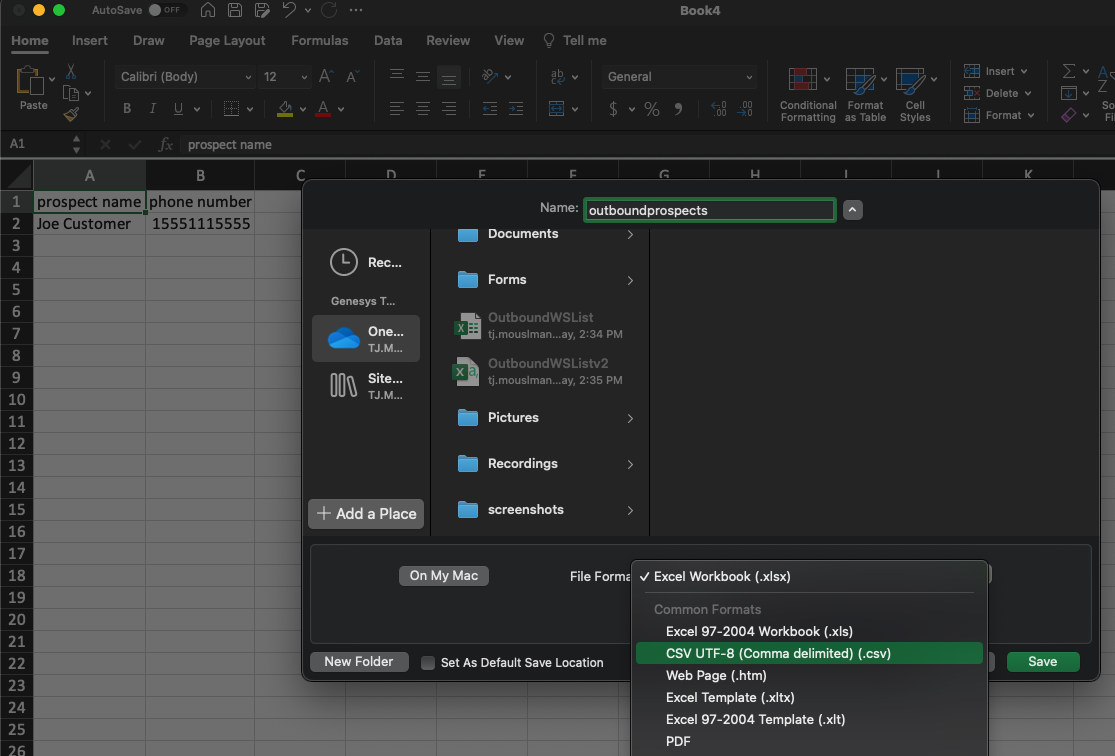 AutoSave OFF
Book4
Home Insert Draw Page Layout Formulas Data Review View Tell me
Paste
Calibri (Body) 12
General
Conditional Formatting
Format as Table
Cell Styles
Insert
Delete
Format
A1 fx prospect name
A B C D E F G H I J K
1 prospect name phone number
2 Joe Customer 15551115555
3
4
5
6
7
8
9
10
11
12
13
14
15
16
17
18
19
20
21
22
23
24
25
26
Name: outboundprospects
Rec...
Genesys T...
One...
TJ.M...
Site...
TJ.M...
+ Add a Place
Documents
Forms
OutboundWSList
tj.mouslman...ay, 2:34 PM
OutboundWSListv2
tj.mouslman...ay, 2:35 PM
Pictures
Recordings
screenshots
On My Mac
File Forma
✓ Excel Workbook (.xlsx)
Common Formats
Excel 97-2004 Workbook (.xls)
CSV UTF-8 (Comma delimited) (.csv)
Web Page (.htm)
Excel Template (.xltx)
Excel 97-2004 Template (.xlt)
PDF
New Folder
Set As Default Save Location
Save